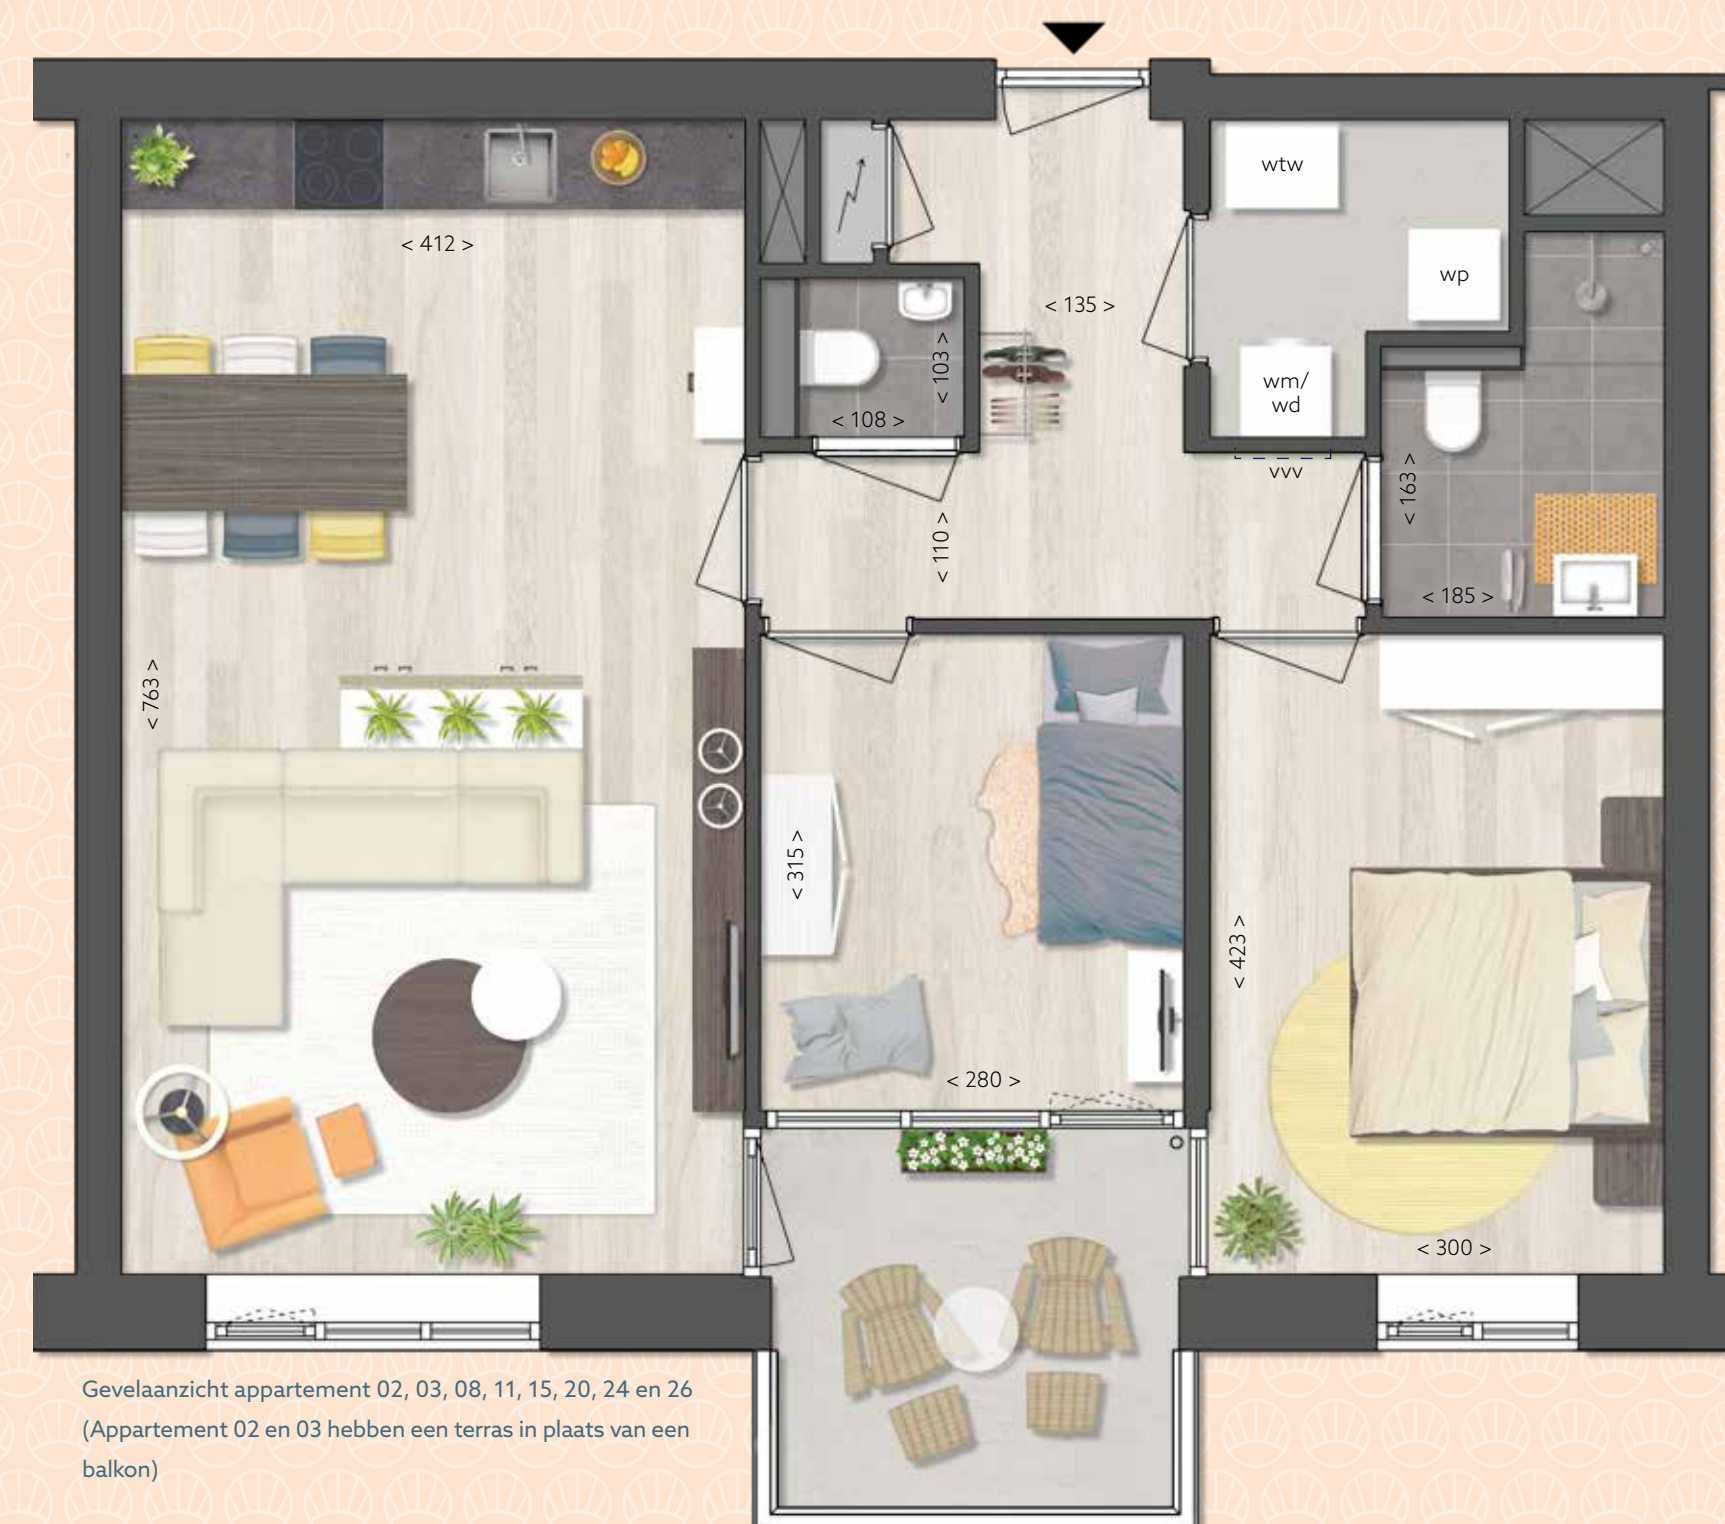 wtw
< 412 >
wp
< 135 >
< 103 >
wm/
wd
< 108 >
vvv
< 163 >
< 110 >
< 185 >
< 763 >
< 315 >
< 423 >
< 280 >
< 300 >
Gevelaanzicht appartement 02, 03, 08, 11, 15, 20, 24 en 26
(Appartement 02 en 03 hebben een terras in plaats van een
balkon)